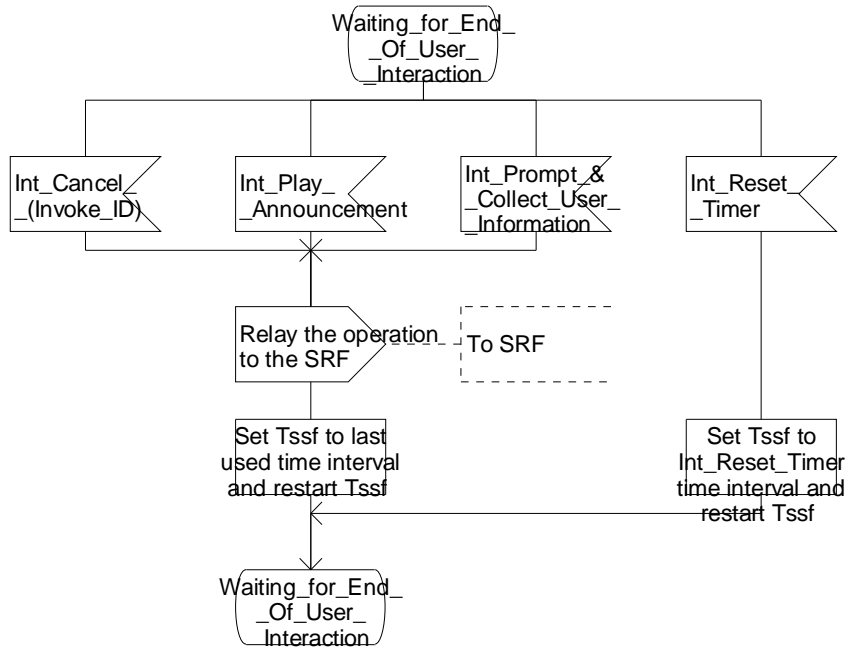 Waiting_for_End_
_Of_User_
_Interaction
Int_Cancel_
_(Invoke_ID)
Int_Play_
_Announcement
Int_Prompt_&
_Collect_User_
_Information
Int_Reset_
_Timer
Relay the operation
to the SRF
To SRF
Set Tssf to last
used time interval
and restart Tssf
Set Tssf to
Int_Reset_Timer
time interval and
restart Tssf
Waiting_for_End_
_Of_User_
_Interaction